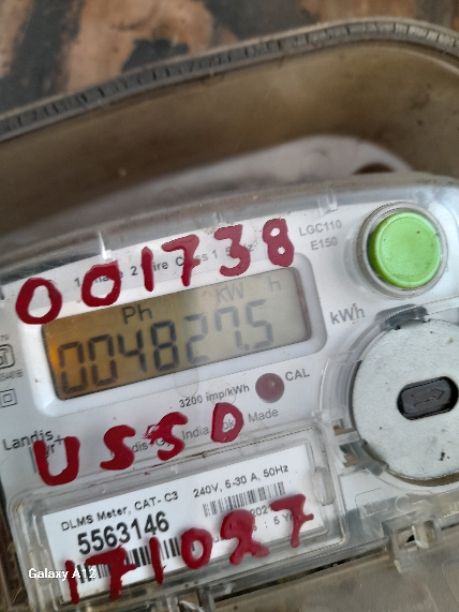 001738
LGC110
E150
kW h
Ph
004827.5
kWh
3200 imp/kWh
CAL
Landis
India
Made
USSD
DLMS Meter, CAT- C3
240V, 5-30 A, 50Hz
5563146
171027
Galaxy A12